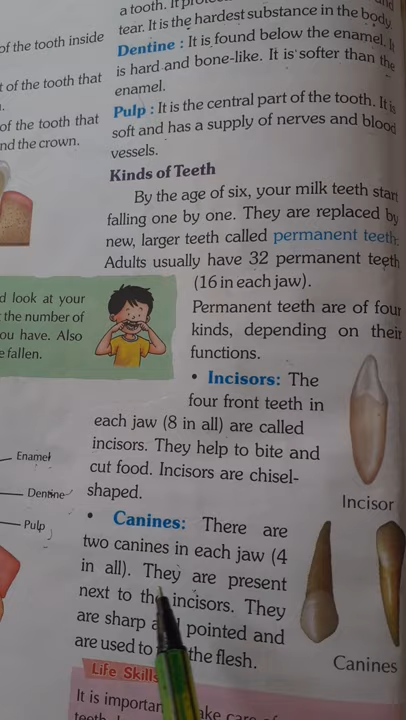 of the tooth inside
t of the tooth that
of the tooth that
nd the crown.
d look at your
the number of
ou have. Also
e fallen.
Enamel
Dentine
Pulp
a tooth. It
tear. It is the hardest substance in the body.
Dentine : It is found below the enamel. It
is hard and bone-like. It is softer than the
enamel.
Pulp : It is the central part of the tooth. It is
soft and has a supply of nerves and blood
vessels.
Kinds of Teeth
By the age of six, your milk teeth start
falling one by one. They are replaced by
new, larger teeth called permanent teeth.
Adults usually have 32 permanent teeth
(16 in each jaw).
Permanent teeth are of four
kinds, depending on their
functions.
• Incisors: The
four front teeth in
each jaw (8 in all) are called
incisors. They help to bite and
cut food. Incisors are chisel-
shaped.
Incisor
• Canines: There are
two canines in each jaw (4
in all). They are present
next to the incisors. They
are sharp and pointed and
are used to the flesh.
Canines
Life Skills
It is important